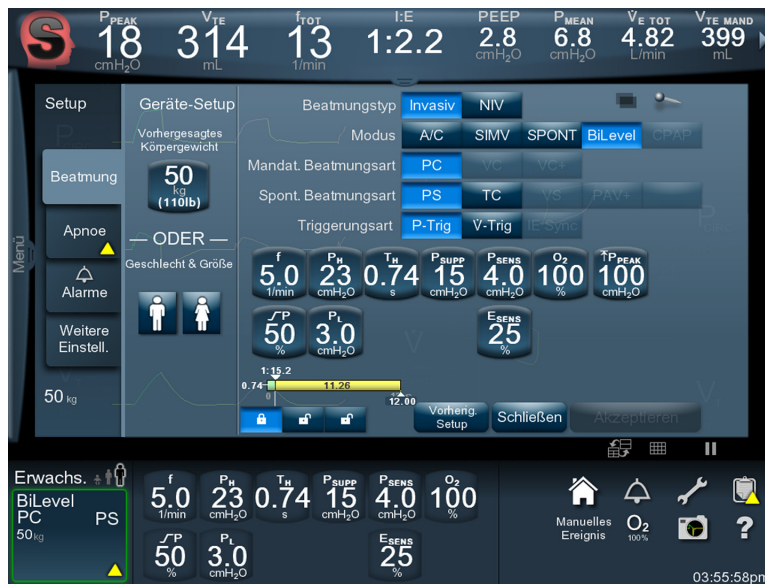 S
PPEAK VTE fTOT I:E PEEP PMEAN V̇E TOT VTE MAND
18 314 13 1:2.2 2.8 6.8 4.82 399
cmH₂O mL 1/min cmH₂O cmH₂O L/min mL
Menü
Setup
Beatmung
Apnoe
Alarme
Weitere
Einstell.
50 kg
Geräte-Setup
Vorhergesagtes
Körpergewicht
50
kg
(110lb)
— ODER —
Geschlecht & Größe
Beatmungstyp Invasiv NIV
Modus A/C SIMV SPONT BiLevel CPAP
Mandat. Beatmungsart PC VC VC+
Spont. Beatmungsart PS TC VS PAV+
Triggerungsart P-Trig V̇-Trig IE Sync
f PH TH PSUPP PSENS O₂ PPEAK
5.0 23 0.74 15 4.0 100 100
1/min cmH₂O s cmH₂O cmH₂O % cmH₂O
P PL ESENS
50 3.0 25
% cmH₂O %
1:15.2
0.74 11.26
0
12.00
Vorherig.
Setup
Schließen
Akzeptieren
Erwachs.
BiLevel
PC PS
50 kg
f PH TH PSUPP PSENS O₂
5.0 23 0.74 15 4.0 100
1/min cmH₂O s cmH₂O cmH₂O %
P PL ESENS
50 3.0 25
% cmH₂O %
Manuelles
Ereignis
O₂
100%
?
03:55:58pm